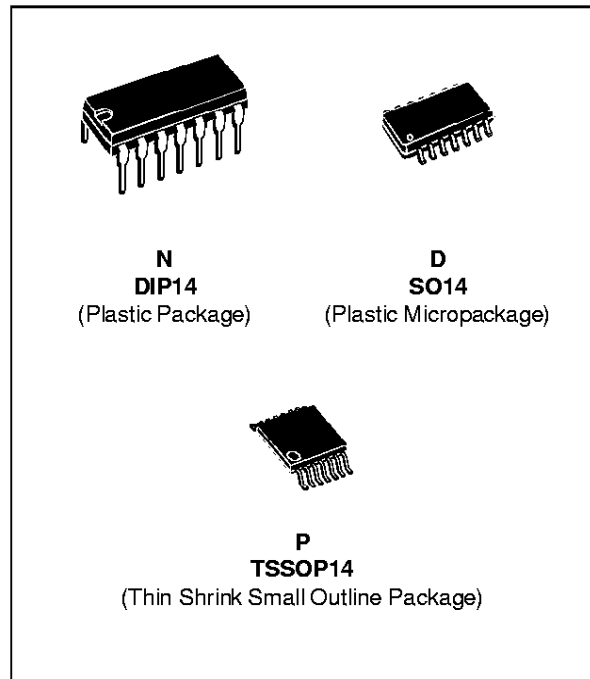 N
DIP14
(Plastic Package)
D
SO14
(Plastic Micropackage)
P
TSSOP14
(Thin Shrink Small Outline Package)